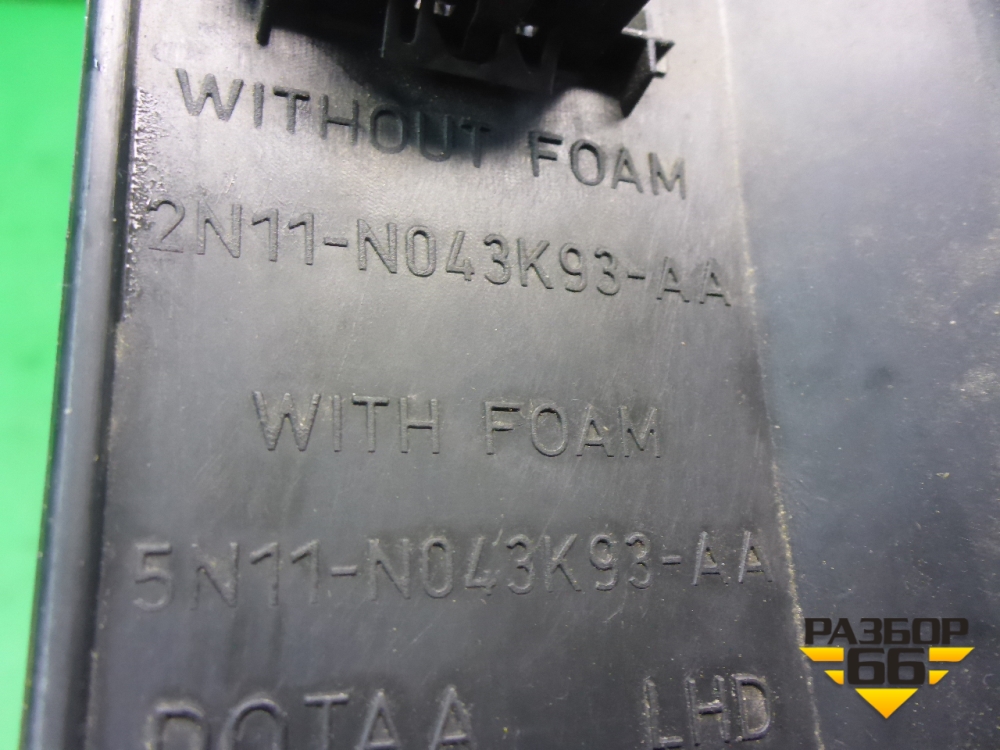 WITHOUT FOAM
2N11-N043K93-AA
WITH FOAM
5N11-N043K93-AA
LHD
РАЗБОР
66